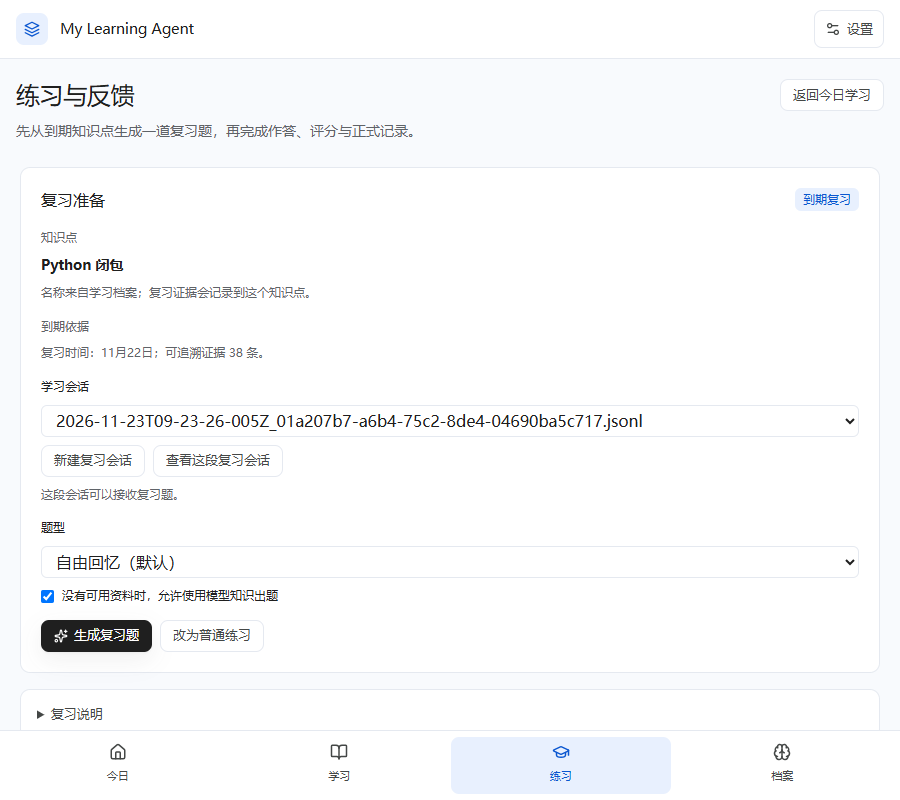 My Learning Agent
设置
练习与反馈
返回今日学习
先从到期知识点生成一道复习题，再完成作答、评分与正式记录。
复习准备
到期复习
知识点
Python 闭包
名称来自学习档案；复习证据会记录到这个知识点。
到期依据
复习时间：11月22日；可追溯证据 38 条。
学习会话
2026-11-23T09-23-26-005Z_01a207b7-a6b4-75c2-8de4-04690ba5c717.jsonl
新建复习会话
查看这段复习会话
这段会话可以接收复习题。
题型
自由回忆（默认）
没有可用资料时，允许使用模型知识出题
生成复习题
改为普通练习
复习说明
今日
学习
练习
档案